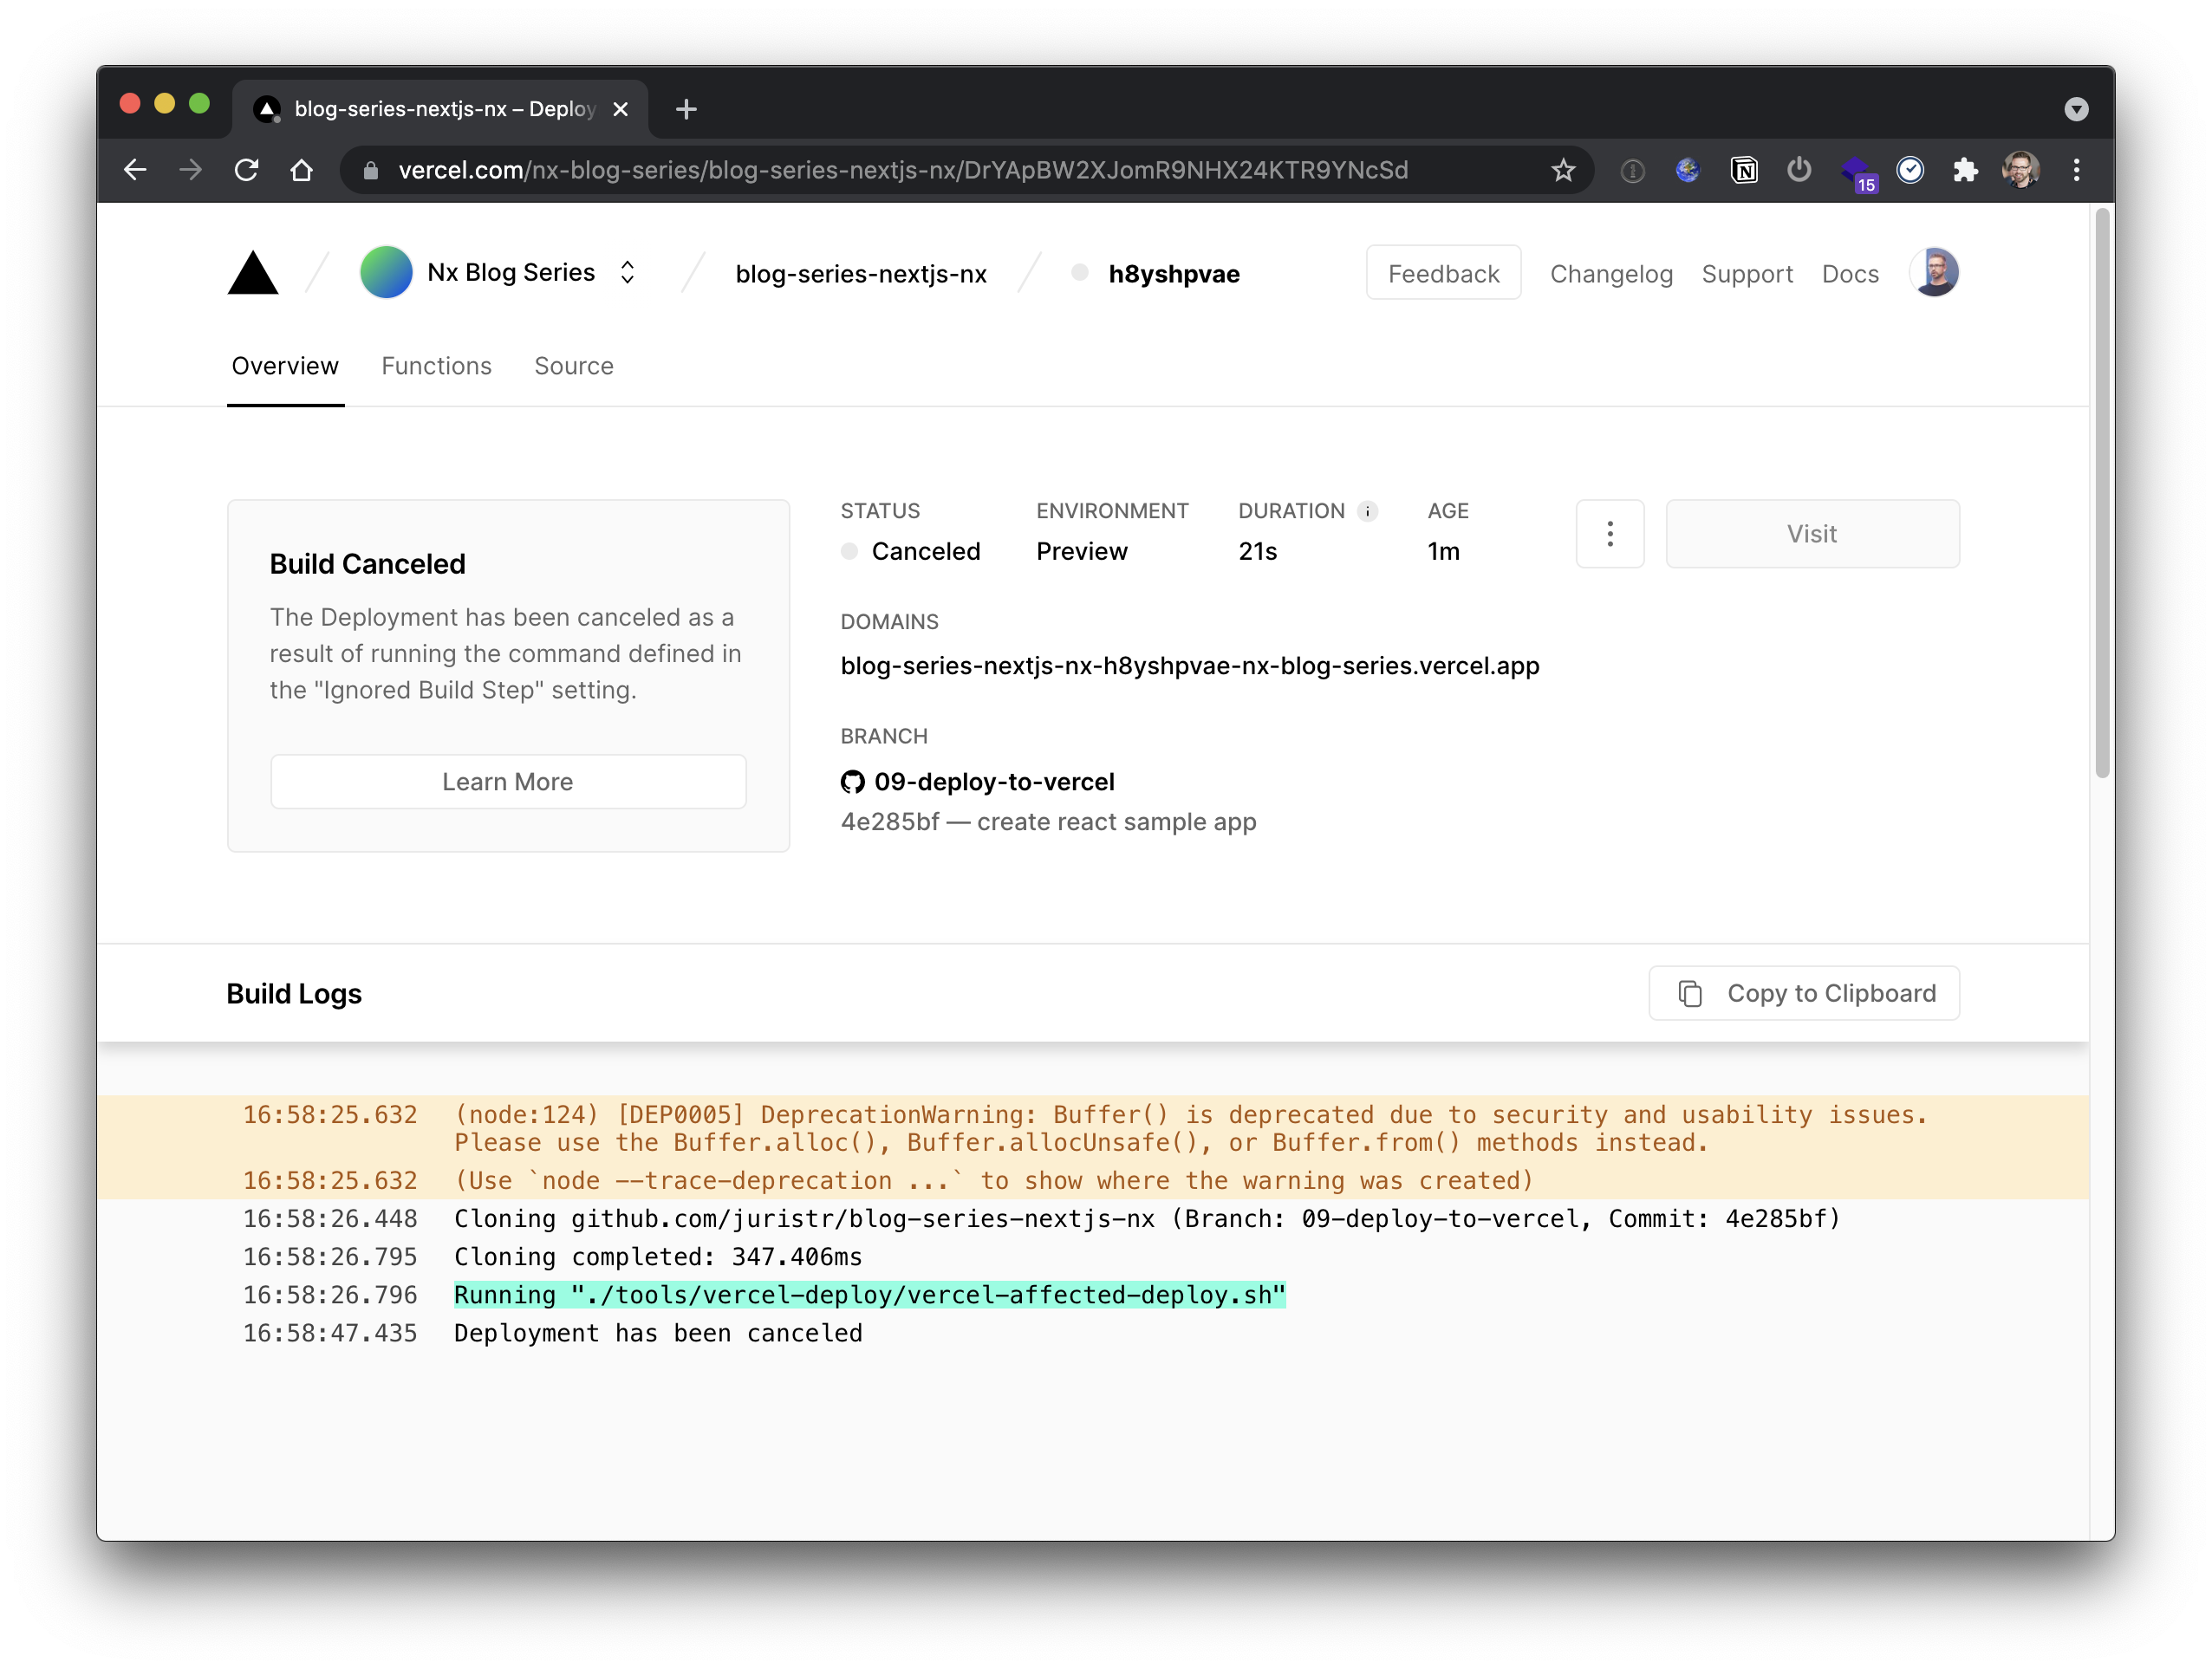 blog-series-nextjs-nx – Deploy
vercel.com/nx-blog-series/blog-series-nextjs-nx/DrYApBW2XJomR9NHX24KTR9YNcSd
15
Nx Blog Series
blog-series-nextjs-nx
h8yshpvae
Feedback
Changelog
Support
Docs
Overview
Functions
Source
Build Canceled
The Deployment has been canceled as a
result of running the command defined in
the "Ignored Build Step" setting.
Learn More
STATUS
Canceled
ENVIRONMENT
Preview
DURATION
21s
AGE
1m
Visit
DOMAINS
blog-series-nextjs-nx-h8yshpvae-nx-blog-series.vercel.app
BRANCH
09-deploy-to-vercel
4e285bf — create react sample app
Build Logs
Copy to Clipboard
16:58:25.632 (node:124) [DEP0005] DeprecationWarning: Buffer() is deprecated due to security and usability issues.
Please use the Buffer.alloc(), Buffer.allocUnsafe(), or Buffer.from() methods instead.
16:58:25.632 (Use `node --trace-deprecation ...` to show where the warning was created)
16:58:26.448 Cloning github.com/juristr/blog-series-nextjs-nx (Branch: 09-deploy-to-vercel, Commit: 4e285bf)
16:58:26.795 Cloning completed: 347.406ms
16:58:26.796 Running "./tools/vercel-deploy/vercel-affected-deploy.sh"
16:58:47.435 Deployment has been canceled